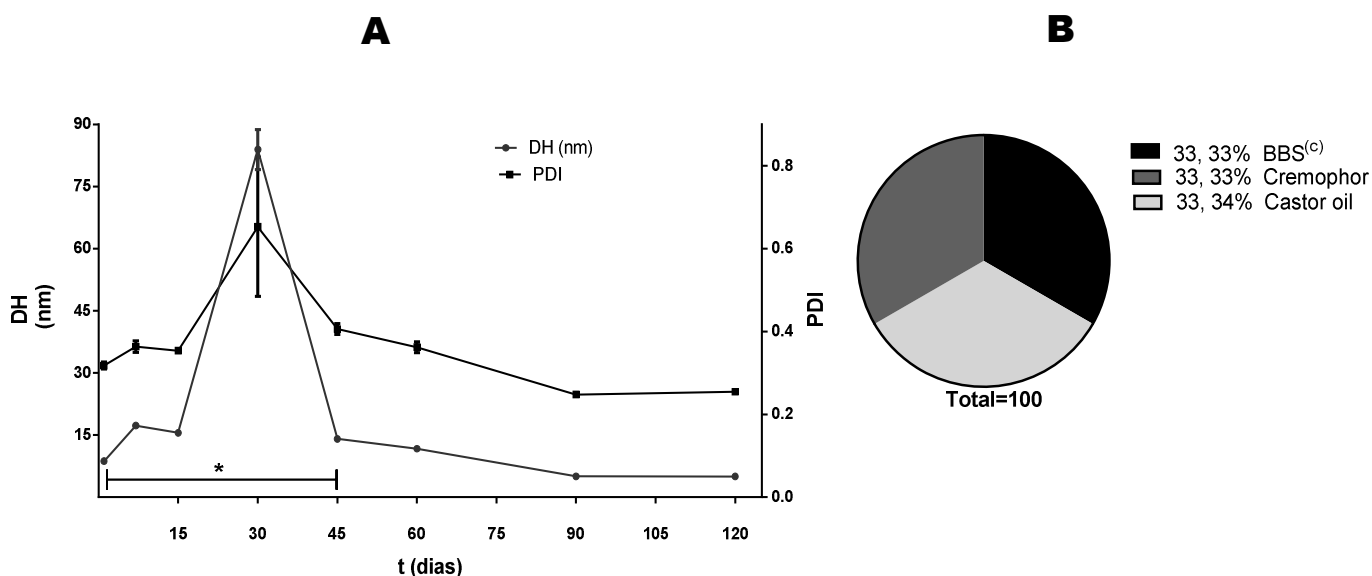 A
B
DH (nm)
PDI
90
75
60
45
30
15
DH
(nm)
0.8
0.6
0.4
0.2
0.0
PDI
*
15 30 45 60 75 90 105 120
t (dias)
33, 33% BBS(c)
33, 33% Cremophor
33, 34% Castor oil
Total=100